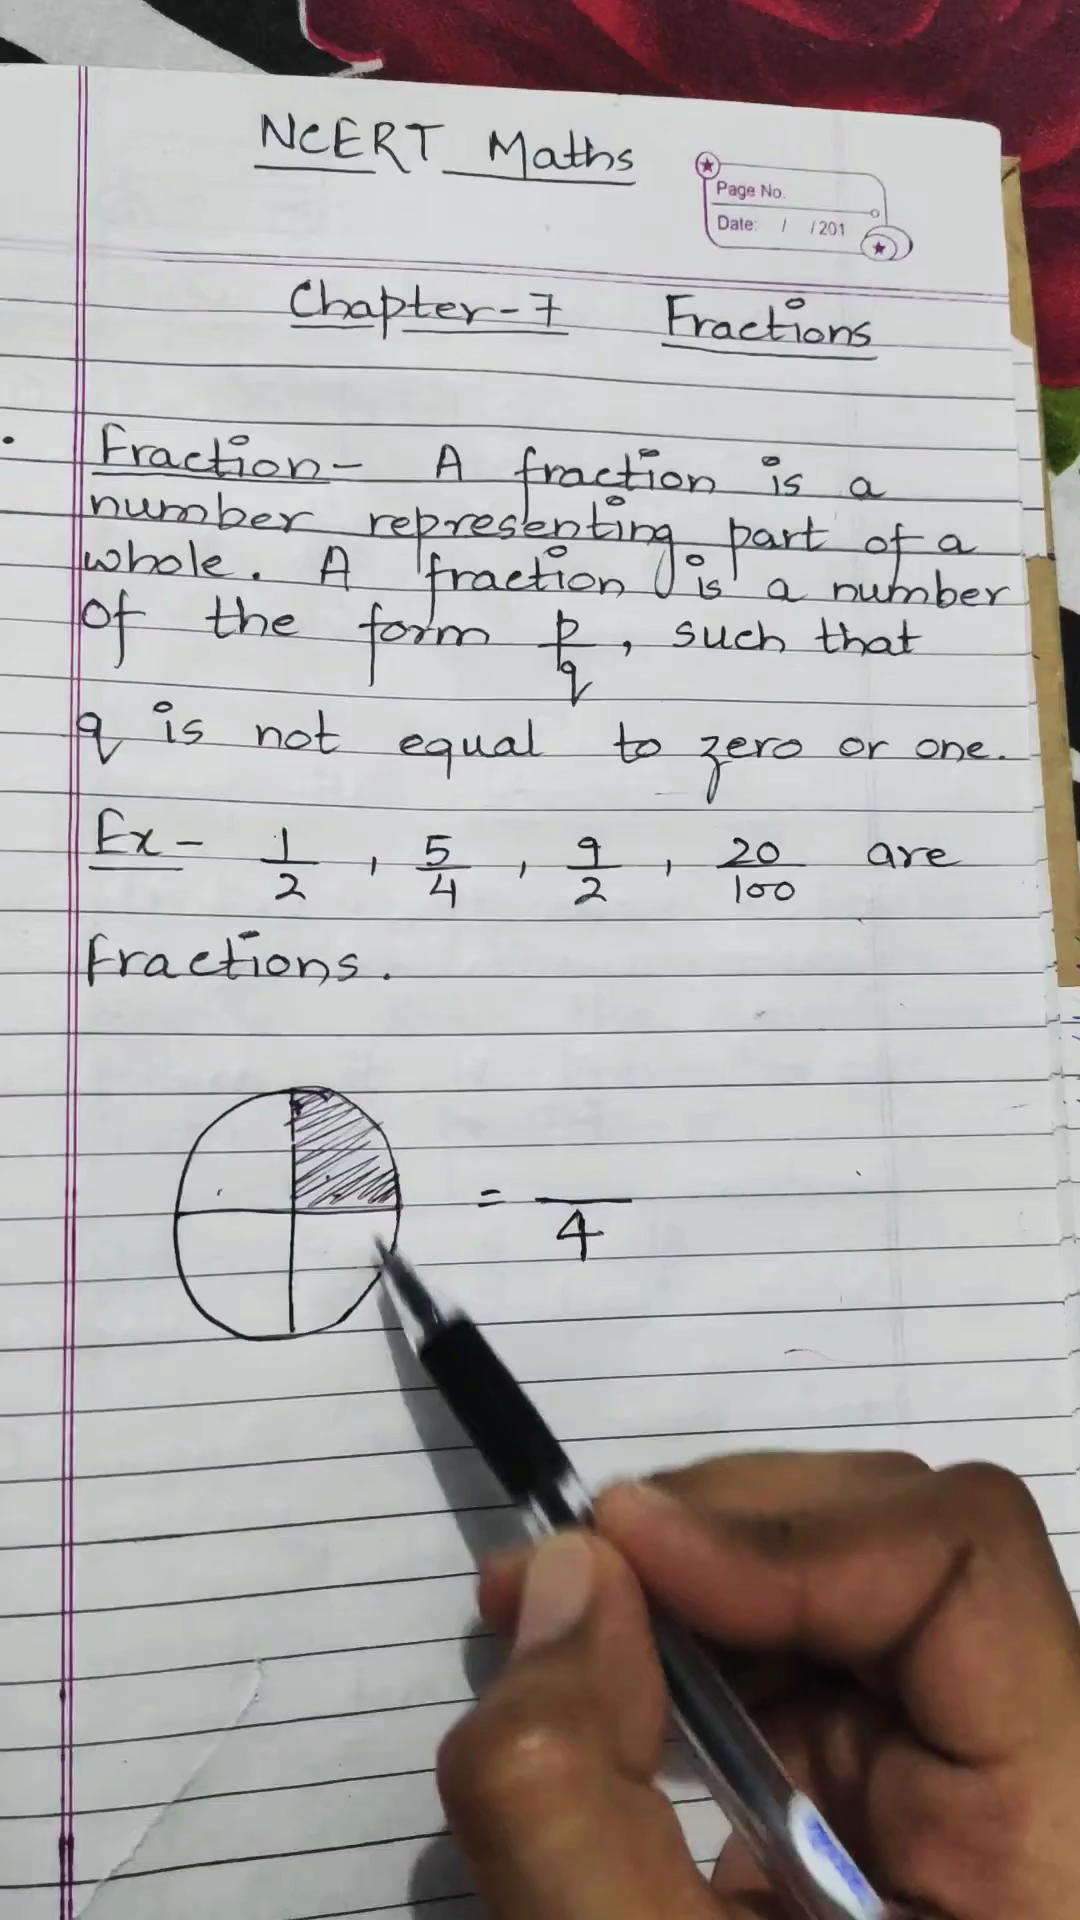 NCERT Maths
Page No.
Date: / /201
Chapter-7 Fractions
Fraction- A fraction is a
number representing part of a
whole. A fraction is a number
of the form p/q, such that
q is not equal to zero or one.
Ex- 1/2, 5/4, 9/2, 20/100 are
fractions.
= __/4